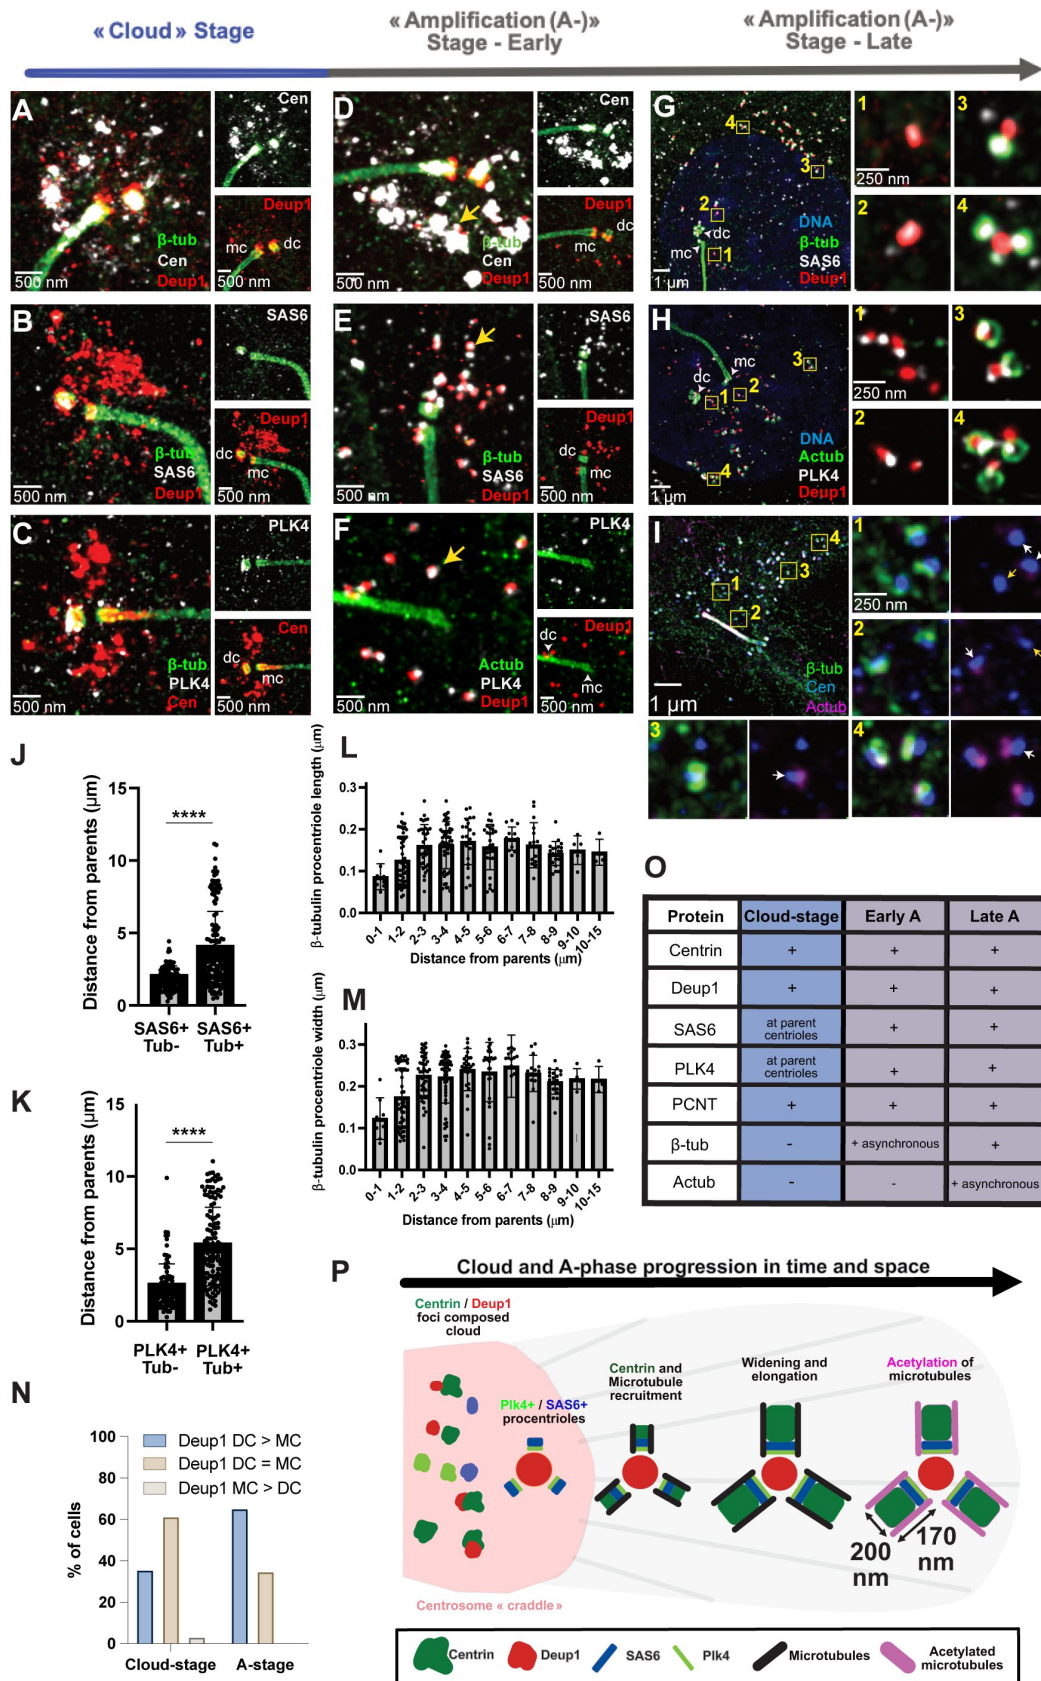 «Cloud» Stage
«Amplification (A-)»
Stage - Early
«Amplification (A-)»
Stage - Late
A
β-tub
Cen
Deup1
500 nm
Cen
Deup1
mc
dc
500 nm
B
β-tub
SAS6
Deup1
500 nm
SAS6
Deup1
dc
mc
500 nm
C
β-tub
PLK4
Cen
500 nm
PLK4
Cen
dc
mc
500 nm
D
β-tub
Cen
Deup1
500 nm
Cen
Deup1
mc
dc
500 nm
E
β-tub
SAS6
Deup1
500 nm
SAS6
Deup1
dc
mc
500 nm
F
Actub
PLK4
Deup1
500 nm
PLK4
Deup1
dc
mc
500 nm
G
4
3
2
dc
mc
1
DNA
β-tub
SAS6
Deup1
1 μm
1
250 nm
3
2
4
H
mc
3
dc
1
2
4
DNA
Actub
PLK4
Deup1
1 μm
1
250 nm
3
2
4
I
4
3
1
2
β-tub
Cen
Actub
1 μm
1
250 nm
2
3
4
J
Distance from parents (μm)
15
10
5
0
****
SAS6+
Tub-
SAS6+
Tub+
K
Distance from parents (μm)
15
10
5
0
****
PLK4+
Tub-
PLK4+
Tub+
L
β-tubulin procentriole length (μm)
0.3
0.2
0.1
0.0
0-1
1-2
2-3
3-4
4-5
5-6
6-7
7-8
8-9
9-10
10-15
Distance from parents (μm)
M
β-tubulin procentriole width (μm)
0.3
0.2
0.1
0.0
0-1
1-2
2-3
3-4
4-5
5-6
6-7
7-8
8-9
9-10
10-15
Distance from parents (μm)
N
% of cells
100
80
60
40
20
0
Deup1 DC > MC
Deup1 DC = MC
Deup1 MC > DC
Cloud-stage
A-stage
O
Protein Cloud-stage Early A Late A
Centrin + + +
Deup1 + + +
SAS6 at parent centrioles + +
PLK4 at parent centrioles + +
PCNT + + +
β-tub - + asynchronous +
Actub - - + asynchronous
P
Cloud and A-phase progression in time and space
Centrin / Deup1
foci composed
cloud
Plk4+ / SAS6+
procentrioles
Centrin and
Microtubule
recruitment
Widening and
elongation
Acetylation of
microtubules
200
nm
170
nm
Centrosome « craddle»
Centrin
Deup1
SAS6
Plk4
Microtubules
Acetylated
microtubules